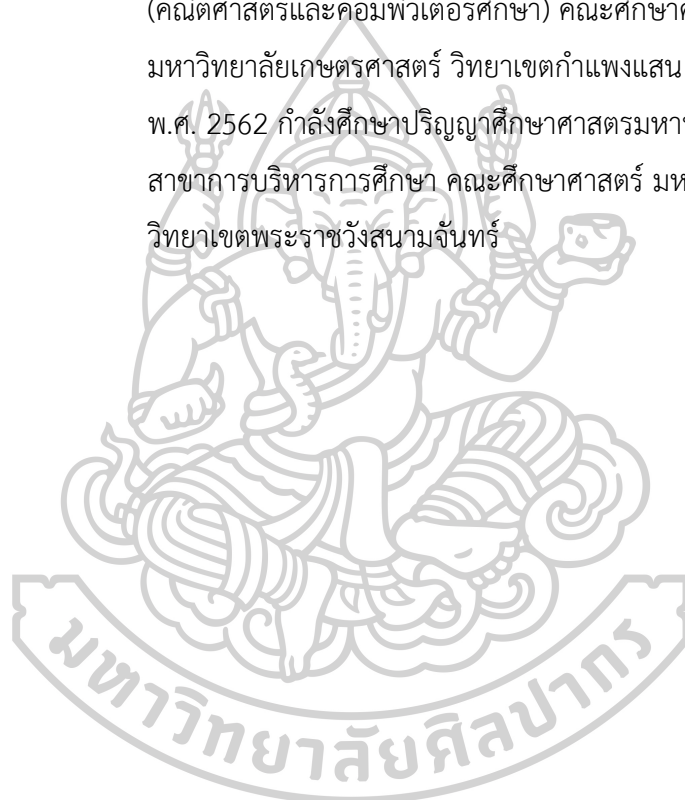 (คณิตศาสตร์และคอมพิวเตอร์ศึกษา) คณะศึกษา
มหาวิทยาลัยเกษตรศาสตร์ วิทยาเขตกำแพงแสน
พ.ศ. 2562 กำลังศึกษาปริญญาศึกษาศาสตรมหา
สาขาการบริหารการศึกษา คณะศึกษาศาสตร์ มห
วิทยาเขตพระราชวังสนามจันทร์
มหาวิทยาลัยศิลปากร